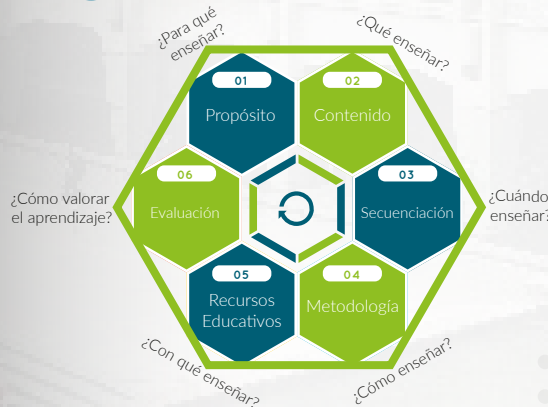 ¿Para qué
enseñar?
¿Qué enseñar?
01
Propósito
02
Contenido
¿Cómo valorar
el aprendizaje?
06
Evaluación
03
Secuenciación
¿Cuándo
enseñar?
05
Recursos
Educativos
04
Metodología
¿Con qué enseñar?
¿Cómo enseñar?